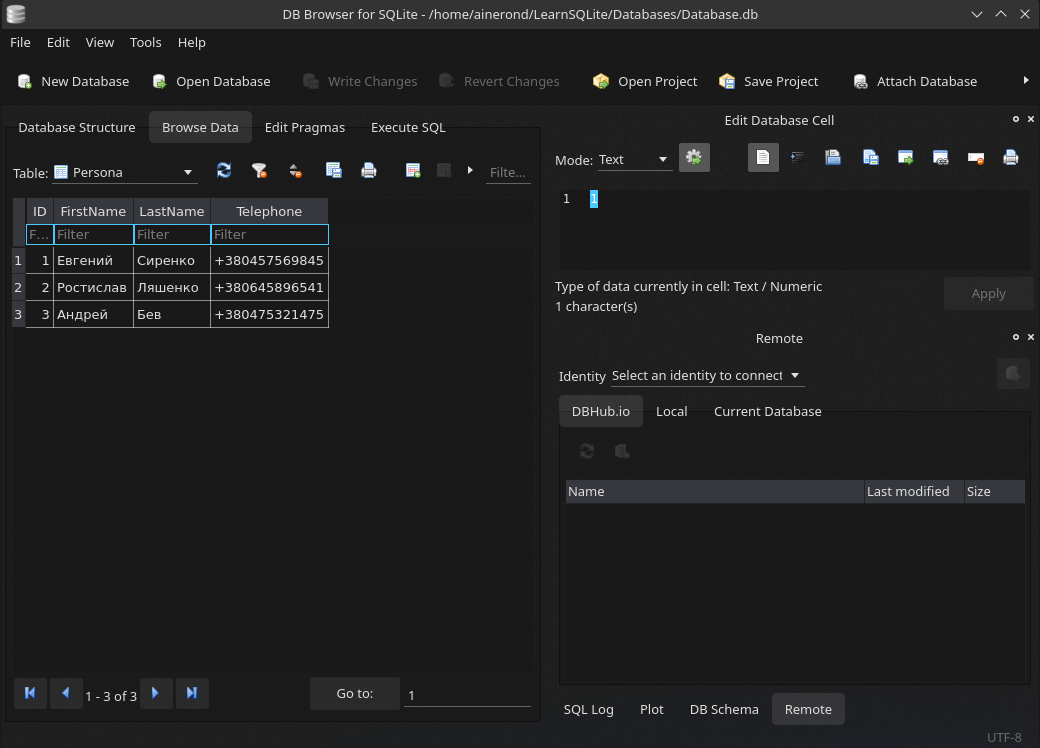 DB Browser for SQLite - /home/ainerond/LearnSQLite/Databases/Database.db
File Edit View Tools Help
New Database Open Database Write Changes Revert Changes Open Project Save Project Attach Database
Database Structure Browse Data Edit Pragmas Execute SQL
Table: Persona Filte...
ID FirstName LastName Telephone
F... Filter Filter Filter
1 1 Евгений Сиренко +380457569845
2 2 Ростислав Ляшенко +380645896541
3 3 Андрей Бев +380475321475
1 - 3 of 3 Go to: 1
Edit Database Cell
Mode: Text
1 1
Type of data currently in cell: Text / Numeric
1 character(s)
Apply
Remote
Identity Select an identity to connect
DBHub.io Local Current Database
Name Last modified Size
SQL Log Plot DB Schema Remote
UTF-8